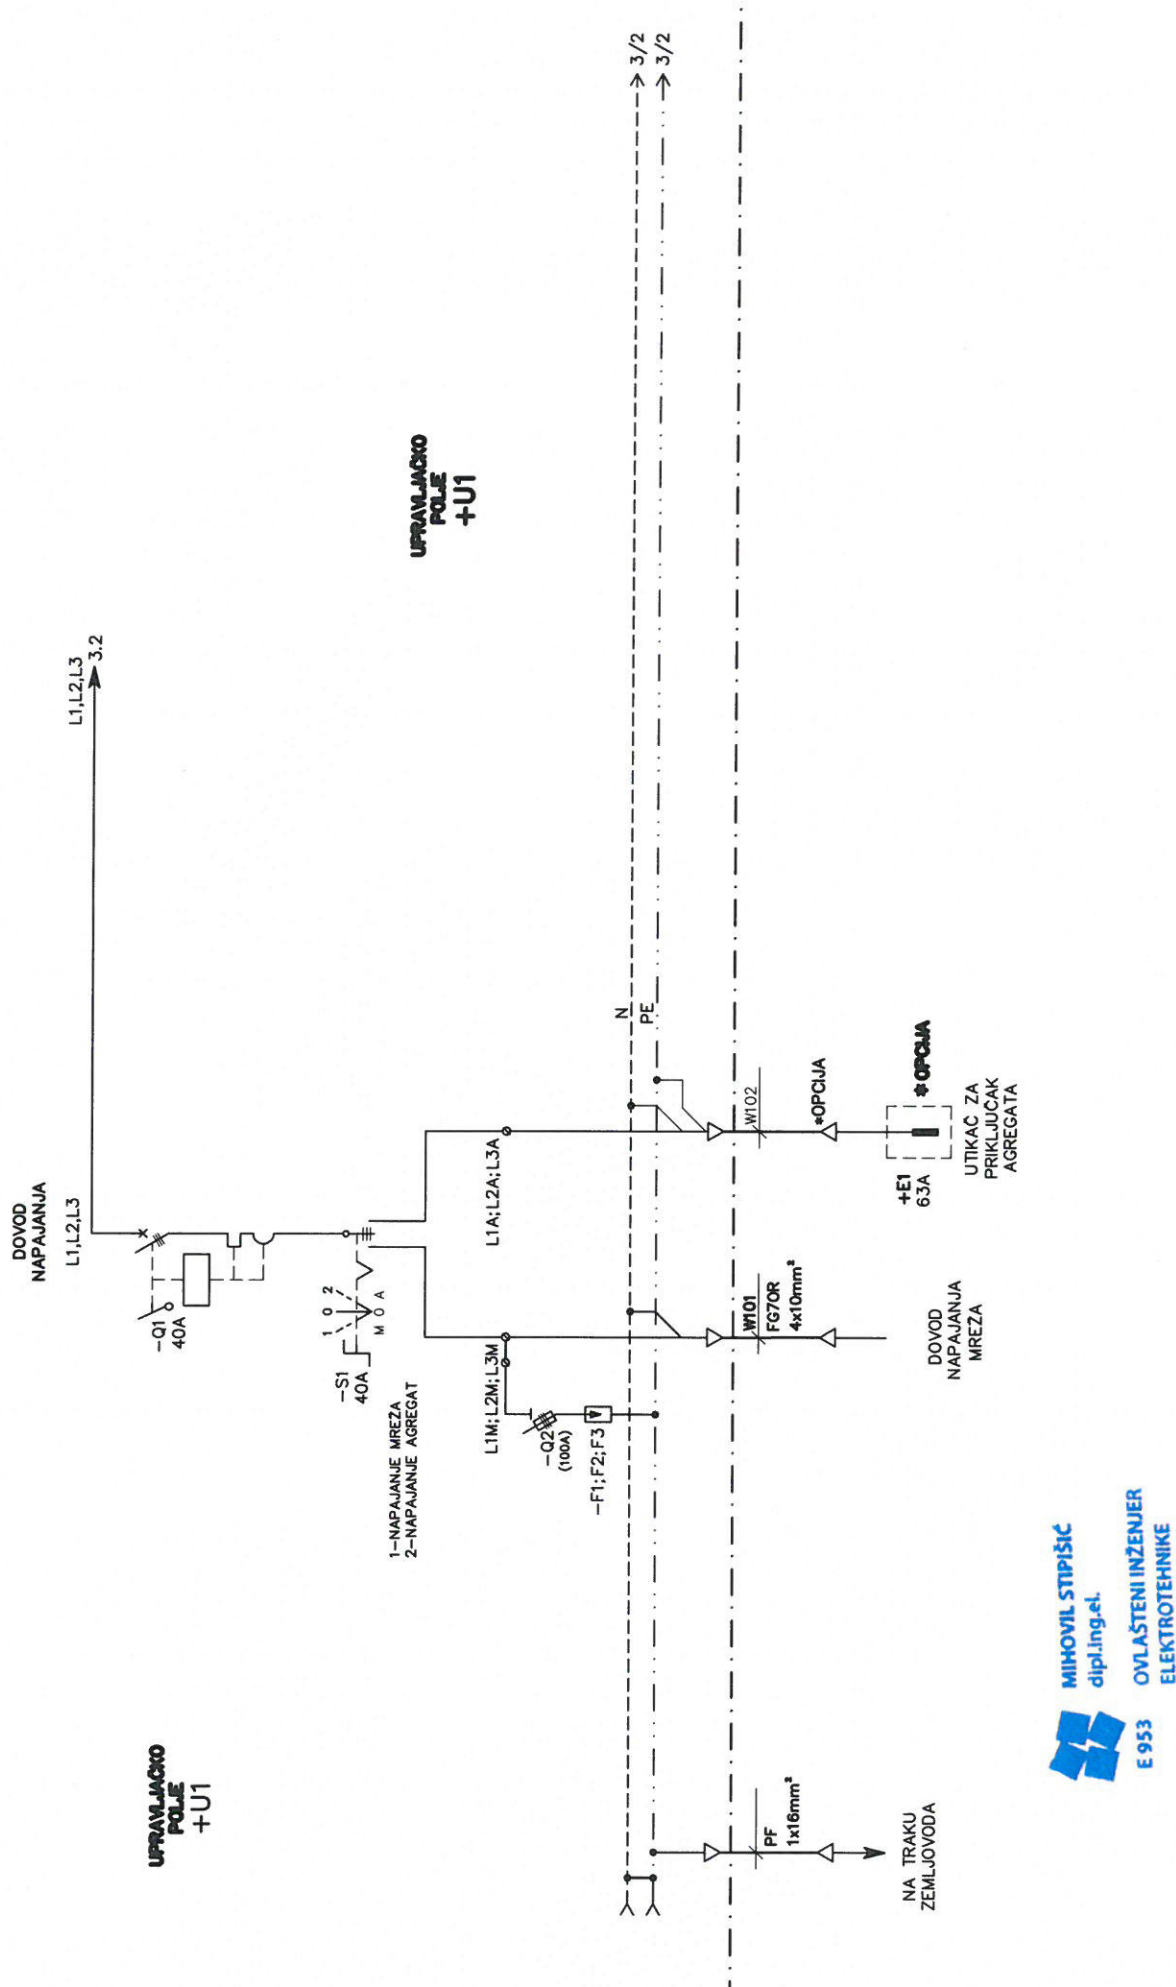 UPRAVLJAČKO
POLJE
+U1
DOVOD
NAPAJANJA
L1,L2,L3
L1,L2,L3
3.2
-Q1
40A
-S1
40A
1 0 2
M O A
1-NAPAJANJE MREŽA
2-NAPAJANJE AGREGAT
UPRAVLJAČKO
POLJE
+U1
L1M;L2M;L3M
L1A;L2A;L3A
-Q2
(100A)
-F1;F2;F3
N
PE
3/2
3/2
PF
1x16mm²
W101
FG7OR
4x10mm²
W102
*OPCIJA
+E1
63A
*OPCIJA
NA TRAKU
ZEMLJOVODA
DOVOD
NAPAJANJA
MREŽA
UTIKAČ ZA
PRIKLJUČAK
AGREGATA
MIHOVIL STIPIŠIĆ
dipl.ing.el.
E 953
OVLAŠTENI INŽENJER
ELEKTROTEHNIKE